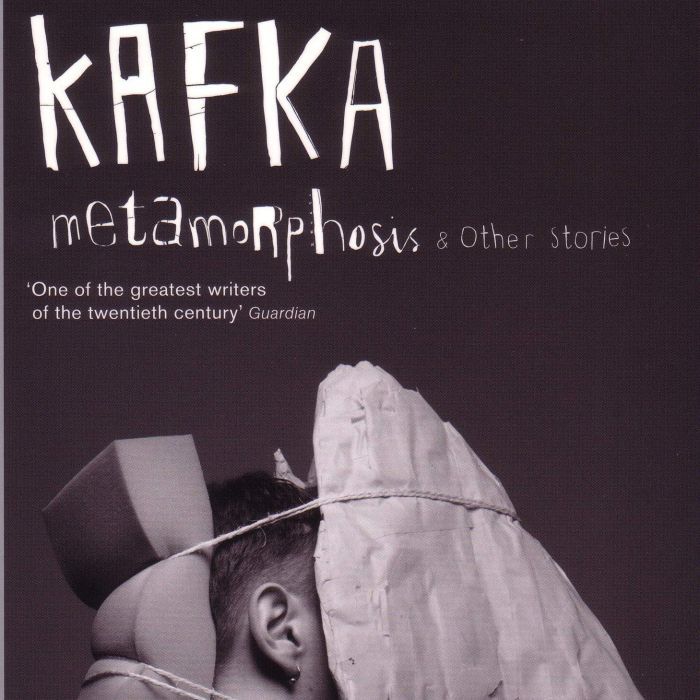 KAFKA
metamorphosis & Other Stories
‘One of the greatest writers
of the twentieth century’ Guardian